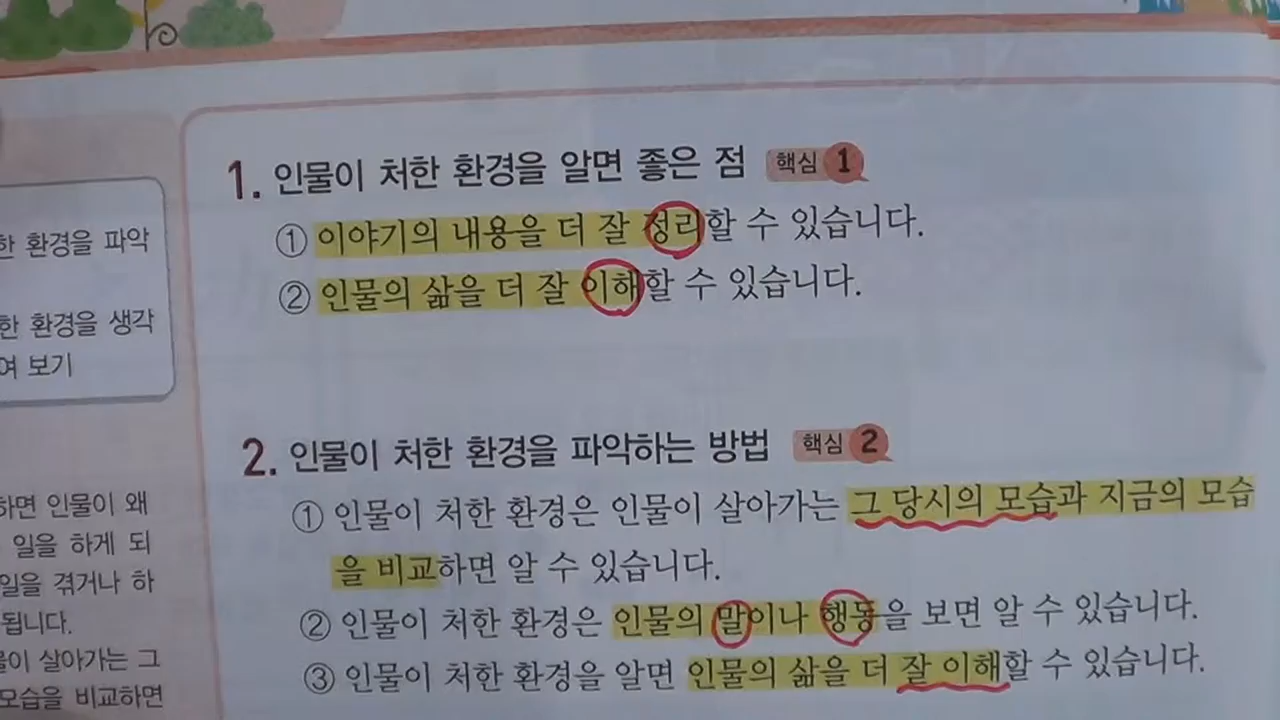 한 환경을 파악
한 환경을 생각
여 보기
하면 인물이 왜
일을 하게 되
일을 겪거나 하
됩니다.
물이 살아가는 그
모습을 비교하면
1. 인물이 처한 환경을 알면 좋은 점 핵심 1
① 이야기의 내용을 더 잘 정리할 수 있습니다.
② 인물의 삶을 더 잘 이해할 수 있습니다.
2. 인물이 처한 환경을 파악하는 방법 핵심 2
① 인물이 처한 환경은 인물이 살아가는 그 당시의 모습과 지금의 모습
을 비교하면 알 수 있습니다.
② 인물이 처한 환경은 인물의 말이나 행동을 보면 알 수 있습니다.
③ 인물이 처한 환경을 알면 인물의 삶을 더 잘 이해할 수 있습니다.